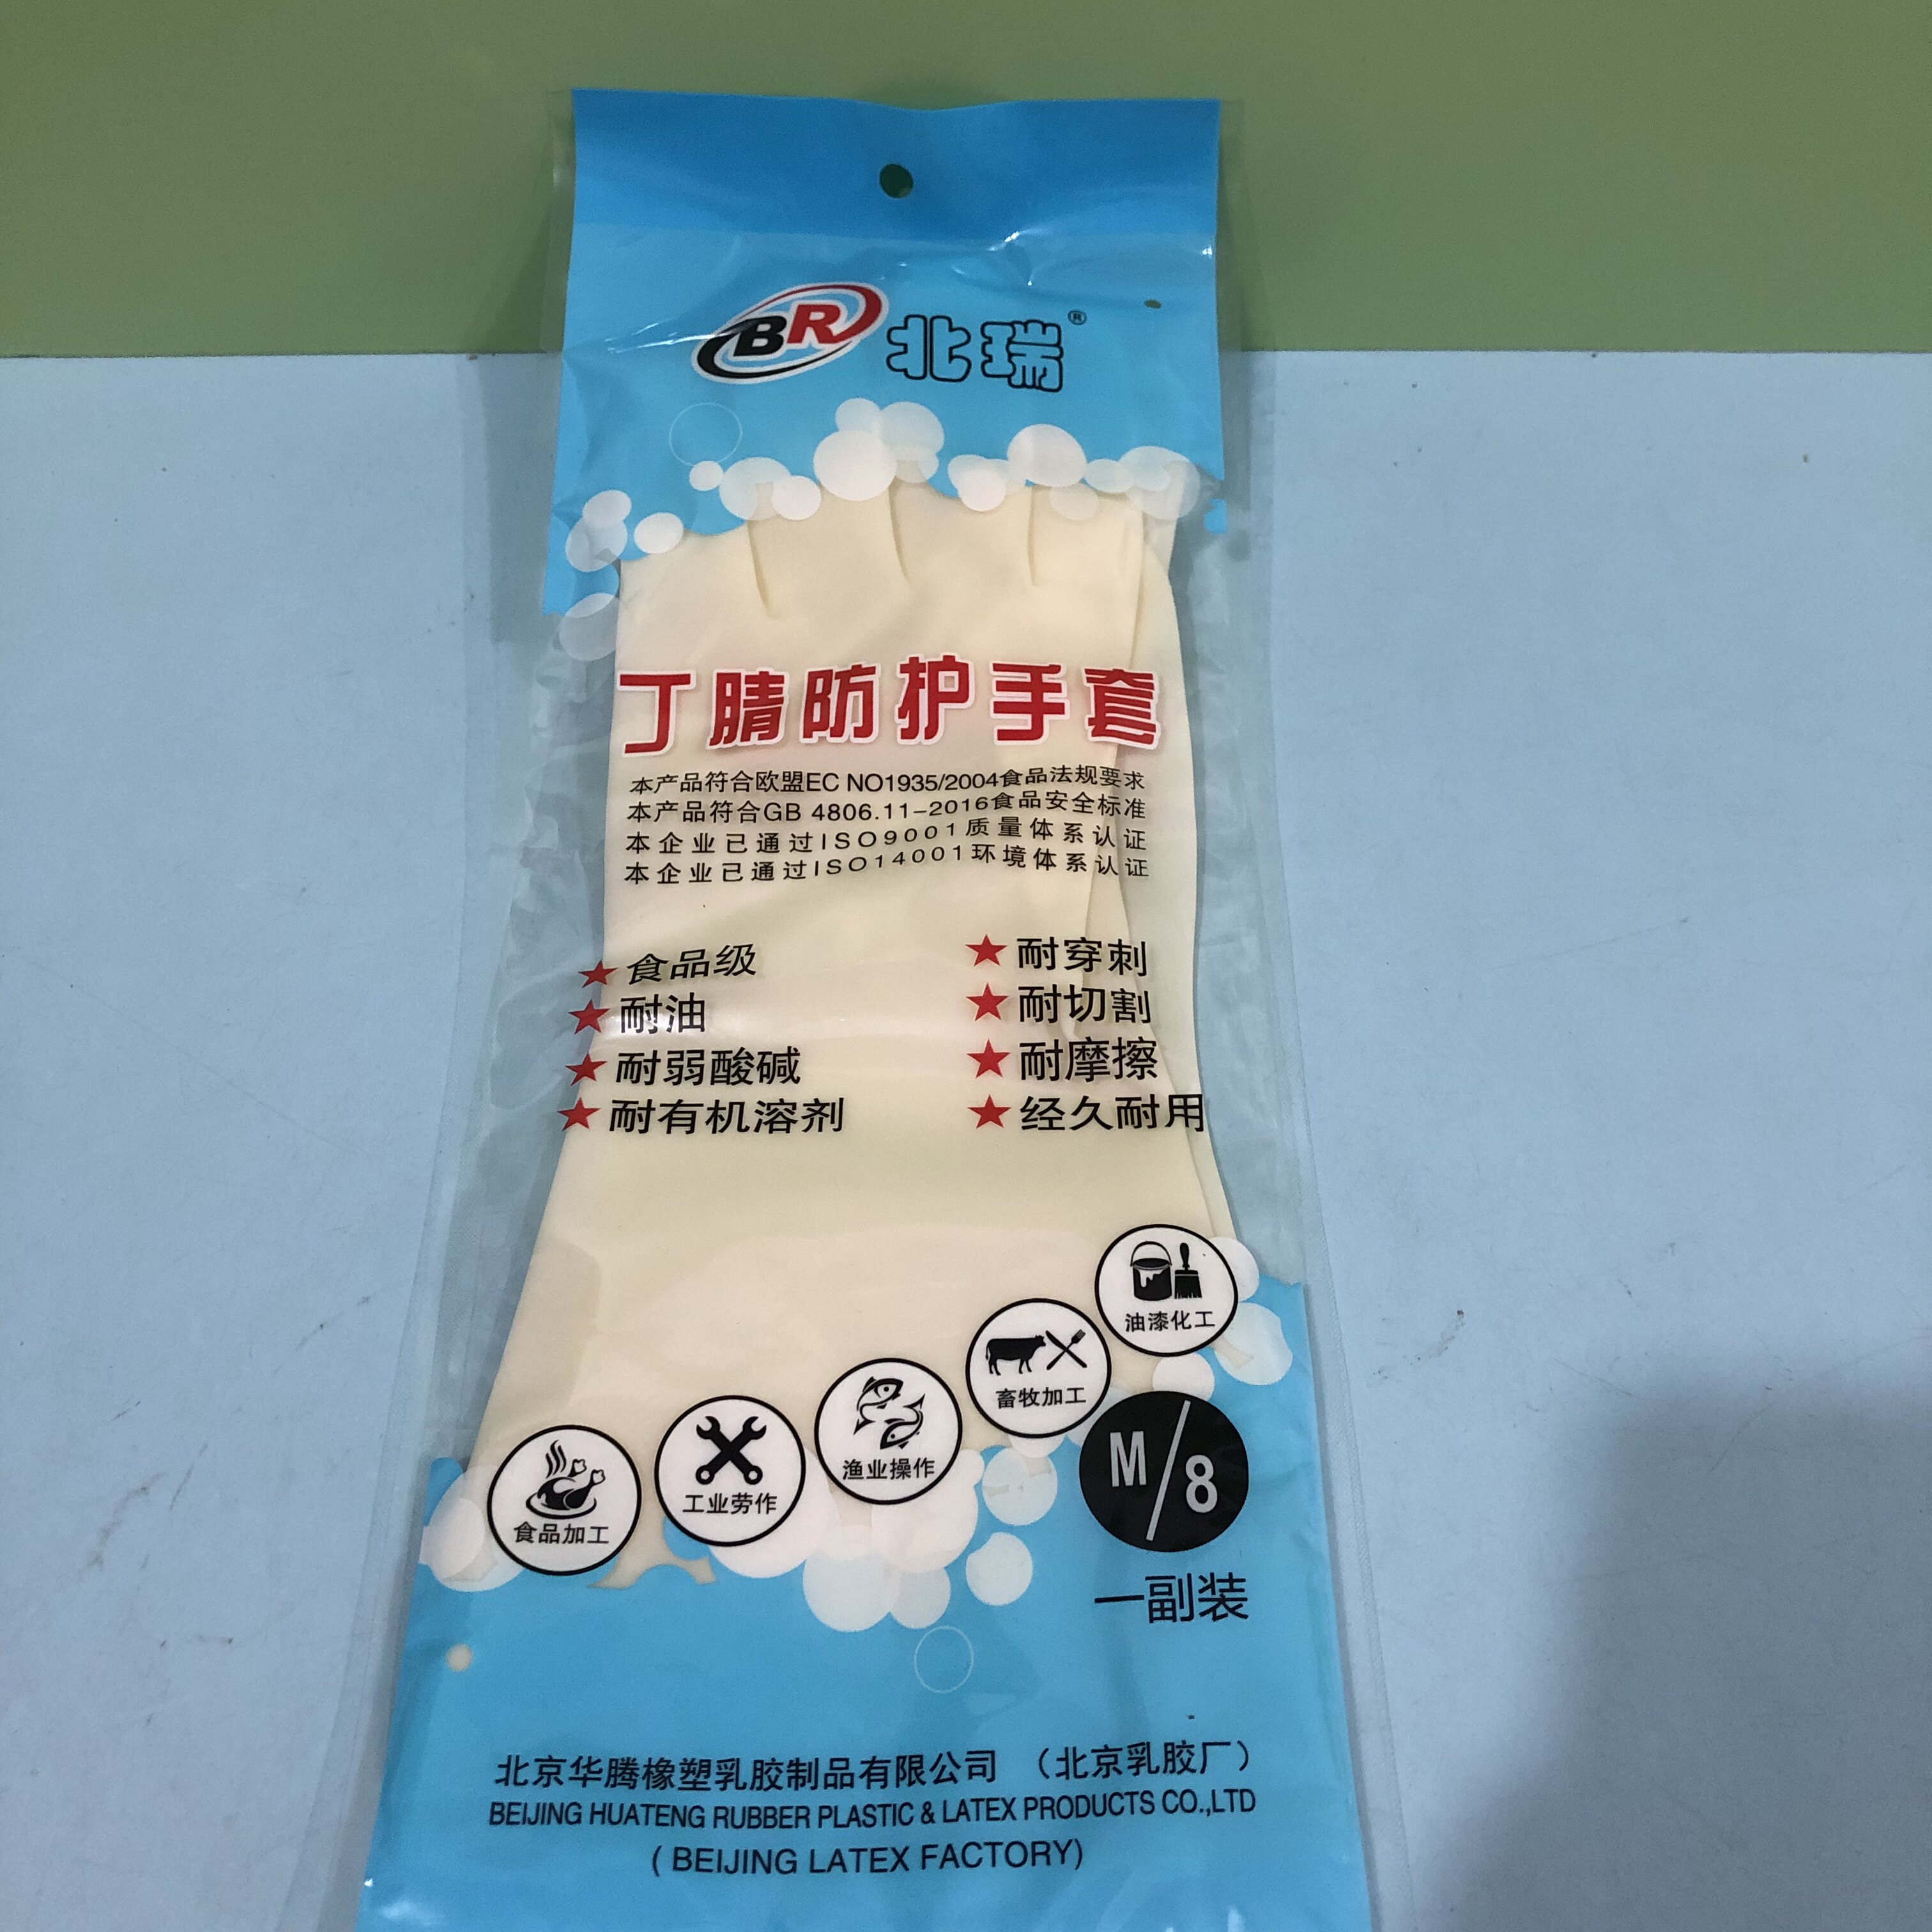 BR 北瑞®
丁腈防护手套
本产品符合欧盟EC NO1935/2004食品法规要求
本产品符合GB 4806.11-2016食品安全标准
本企业已通过ISO9001质量体系认证
本企业已通过ISO14001环境体系认证
★食品级
★耐油
★耐弱酸碱
★耐有机溶剂
★耐穿刺
★耐切割
★耐摩擦
★经久耐用
食品加工
工业劳作
渔业操作
畜牧加工
油漆化工
M/8
一副装
北京华腾橡塑乳胶制品有限公司 （北京乳胶厂）
BEIJING HUATENG RUBBER PLASTIC & LATEX PRODUCTS CO.,LTD
( BEIJING LATEX FACTORY)